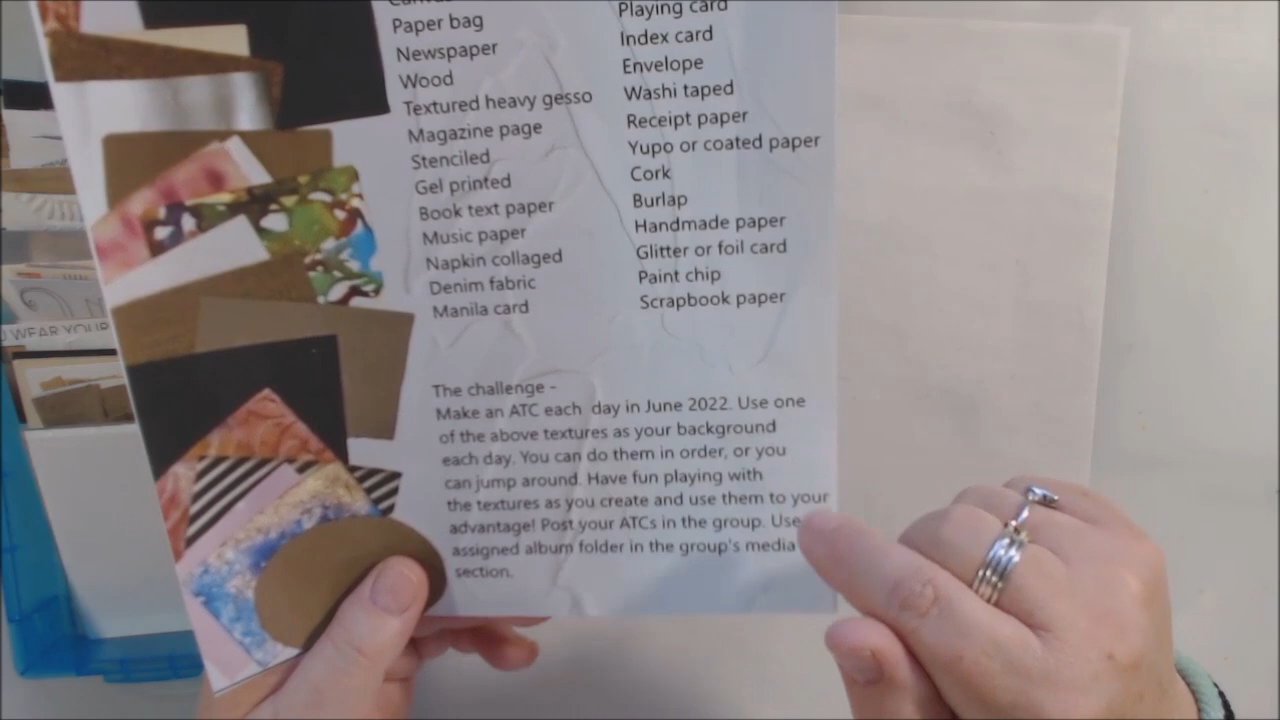 Paper bag
Newspaper
Wood
Textured heavy gesso
Magazine page
Stenciled
Gel printed
Book text paper
Music paper
Napkin collaged
Denim fabric
Manila card
Playing card
Index card
Envelope
Washi taped
Receipt paper
Yupo or coated paper
Cork
Burlap
Handmade paper
Glitter or foil card
Paint chip
Scrapbook paper
The challenge -
Make an ATC each day in June 2022. Use one
of the above textures as your background
each day. You can do them in order, or you
can jump around. Have fun playing with
the textures as you create and use them to your
advantage! Post your ATCs in the group. Use
assigned album folder in the group's media
section.
WEAR YOUR